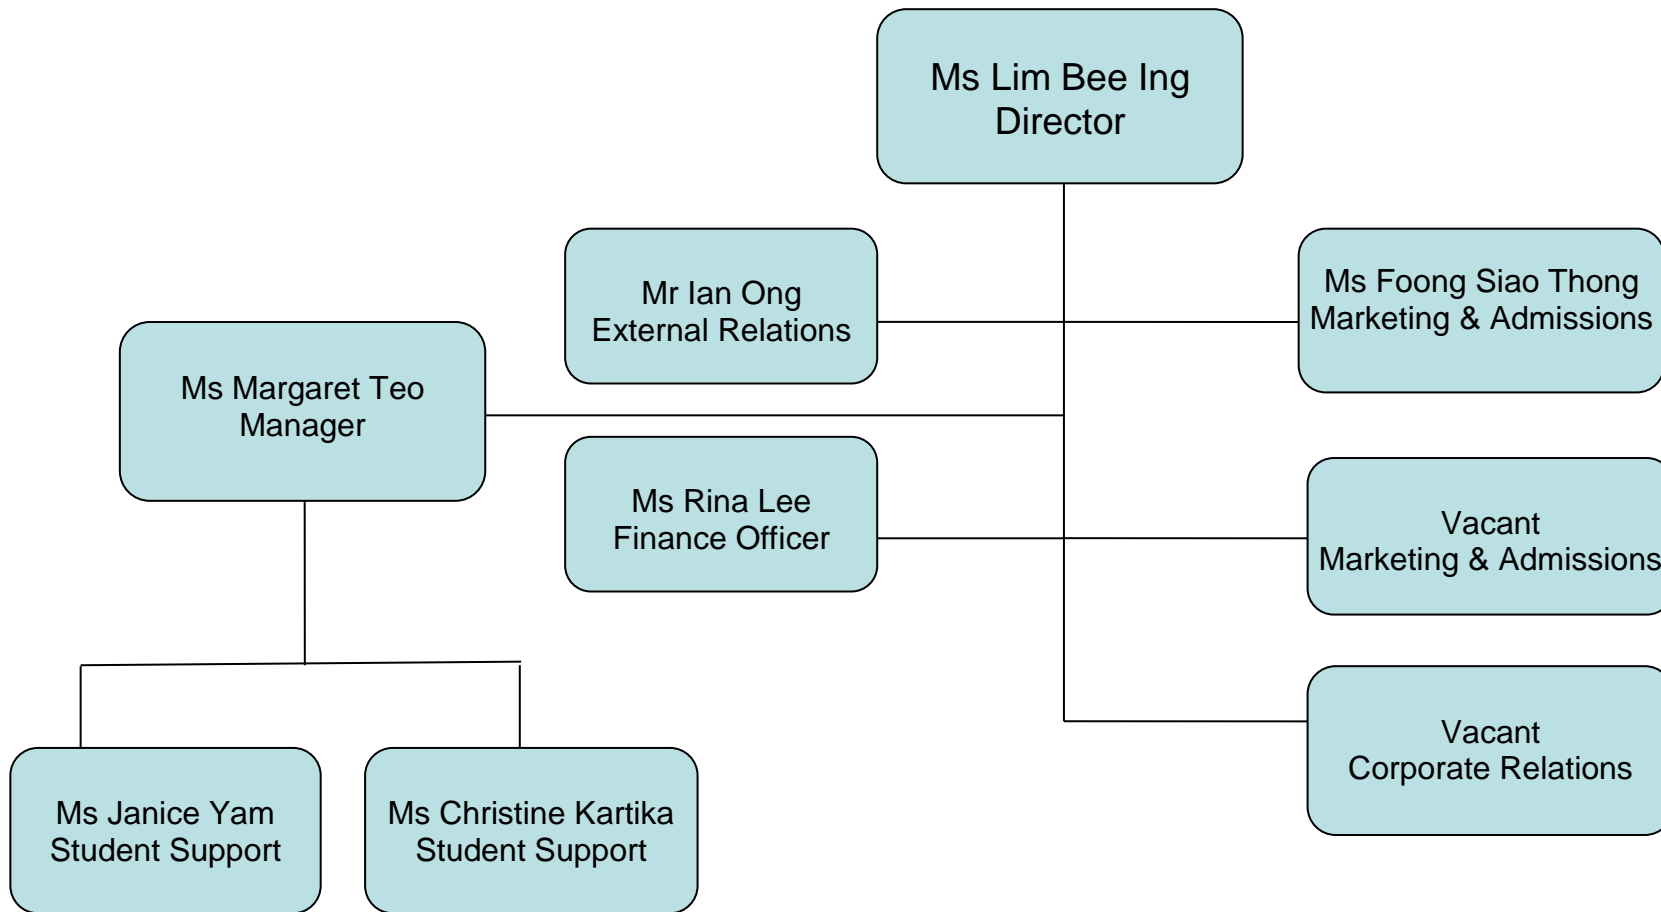 Ms Lim Bee Ing
Director
Mr Ian Ong
External Relations
Ms Foong Siao Thong
Marketing & Admissions
Ms Margaret Teo
Manager
Ms Rina Lee
Finance Officer
Vacant
Marketing & Admissions
Vacant
Corporate Relations
Ms Janice Yam
Student Support
Ms Christine Kartika
Student Support